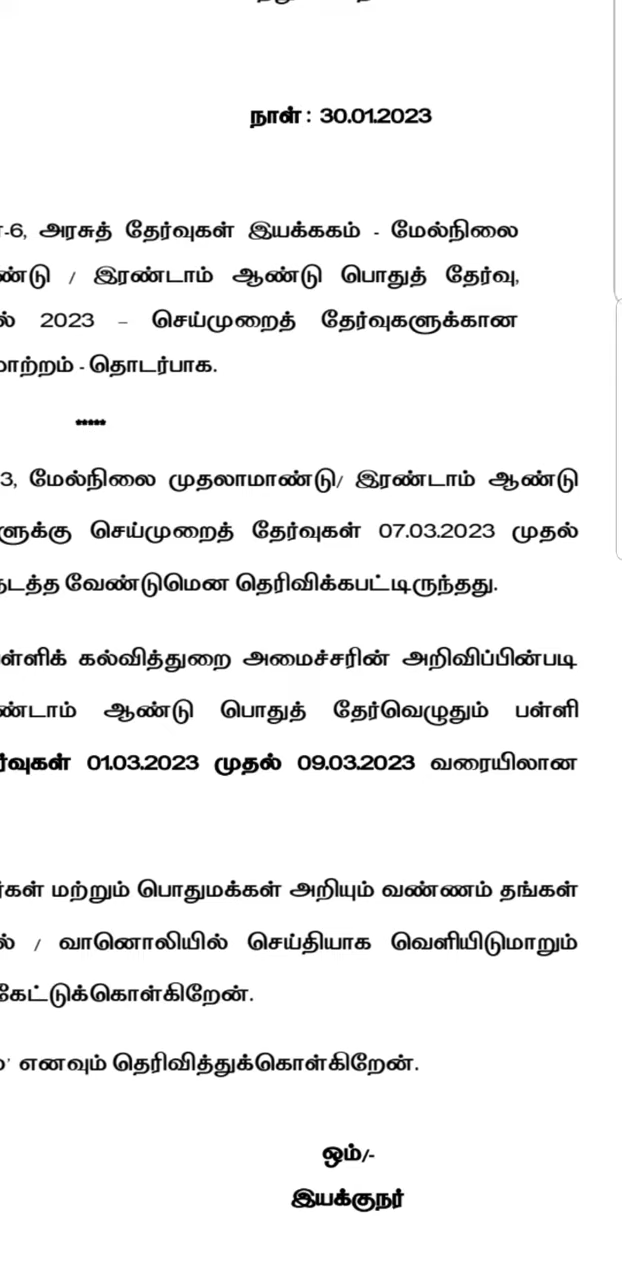 நாள் : 30.01.2023
-6, அரசுத் தேர்வுகள் இயக்ககம் - மேல்நிலை
ண்டு / இரண்டாம் ஆண்டு பொதுத் தேர்வு,
ல் 2023 – செய்முறைத் தேர்வுகளுக்கான
மாற்றம் - தொடர்பாக.
*****
3, மேல்நிலை முதலாமாண்டு/ இரண்டாம் ஆண்டு
ளுக்கு செய்முறைத் தேர்வுகள் 07.03.2023 முதல்
நடத்த வேண்டுமென தெரிவிக்கபட்டிருந்தது.
ள்ளிக் கல்வித்துறை அமைச்சரின் அறிவிப்பின்படி
ண்டாம் ஆண்டு பொதுத் தேர்வெழுதும் பள்ளி
ர்வுகள் 01.03.2023 முதல் 09.03.2023 வரையிலான
ர்கள் மற்றும் பொதுமக்கள் அறியும் வண்ணம் தங்கள்
ல் / வானொலியில் செய்தியாக வெளியிடுமாறும்
கேட்டுக்கொள்கிறேன்.
’ எனவும் தெரிவித்துக்கொள்கிறேன்.
ஒம்/-
இயக்குநர்